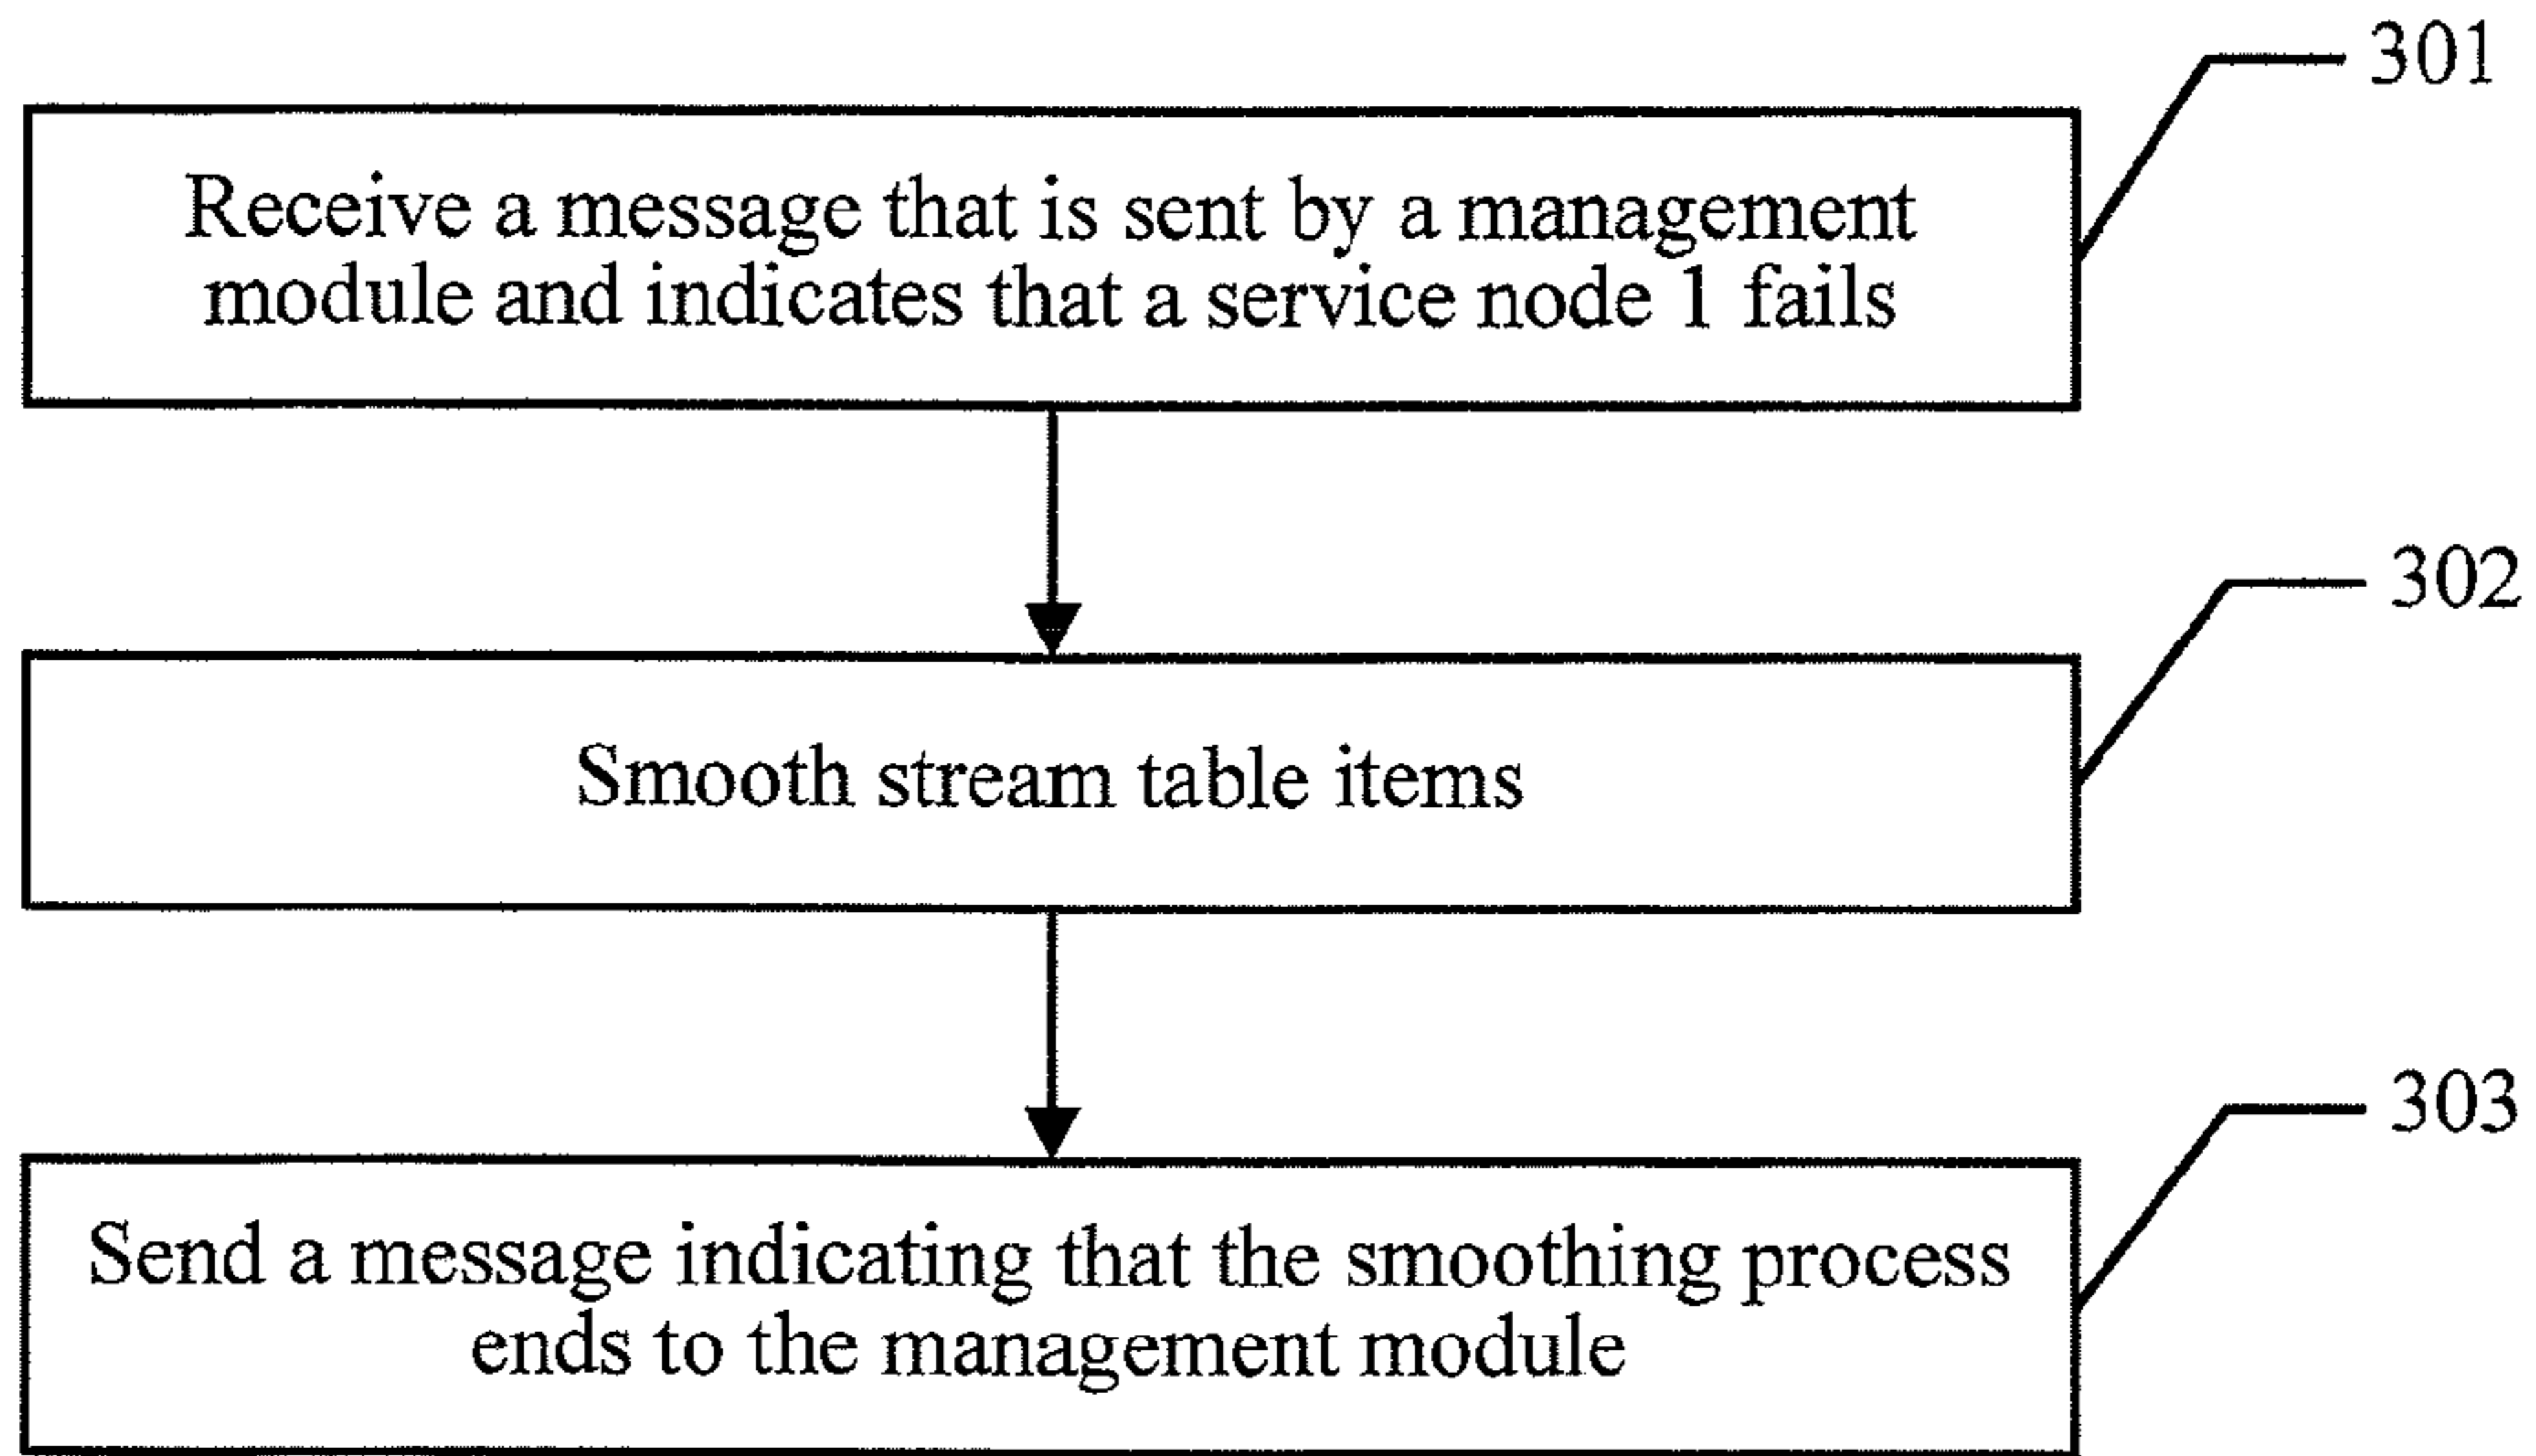 301
Receive a message that is sent by a management
module and indicates that a service node 1 fails
302
Smooth stream table items
303
Send a message indicating that the smoothing process
ends to the management module